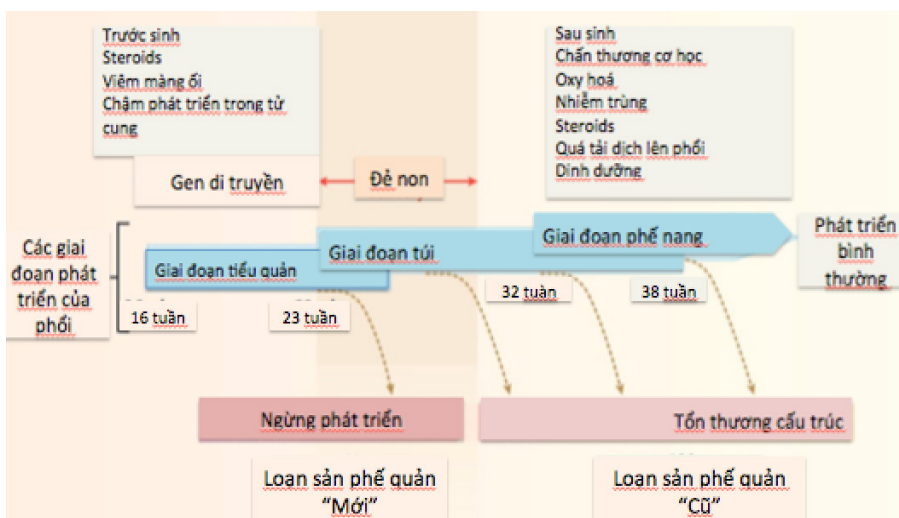 Trước sinh
Steroids
Viêm màng ối
Chậm phát triển trong tử
cung
Sau sinh
Chấn thương cơ học
Oxy hoá
Nhiễm trùng
Steroids
Quá tải dịch lên phổi
Dinh dưỡng
Gen di truyền
Đẻ non
Các giai
đoạn phát
triển của
phổi
Giai đoạn tiểu quản
Giai đoạn túi
Giai đoạn phế nang
Phát triển
bình
thường
16 tuần
23 tuần
32 tuần
38 tuần
Ngừng phát triển
Tổn thương cấu trúc
Loạn sản phế quản
“Mới”
Loạn sản phế quản
“Cũ”